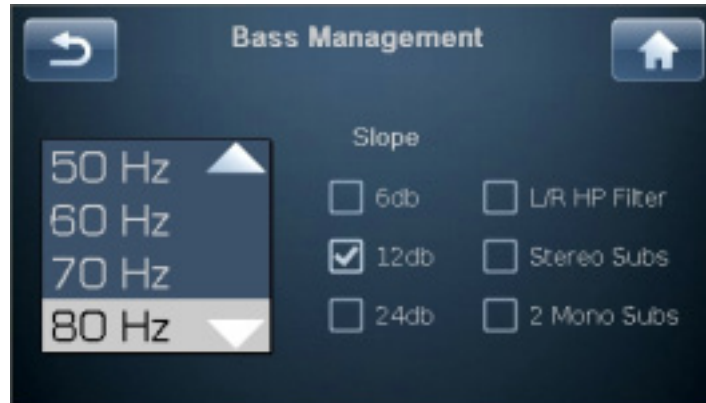 Bass Management
Slope
50 Hz
60 Hz
70 Hz
80 Hz
6db
12db
24db
L/R HP Filter
Stereo Subs
2 Mono Subs